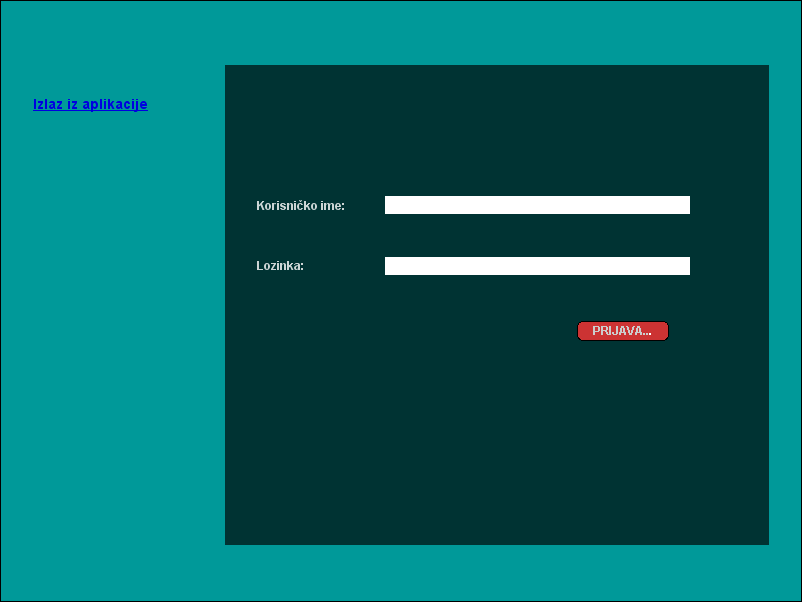 Izlaz iz aplikacije
Korisničko ime:
Lozinka:
PRIJAVA...